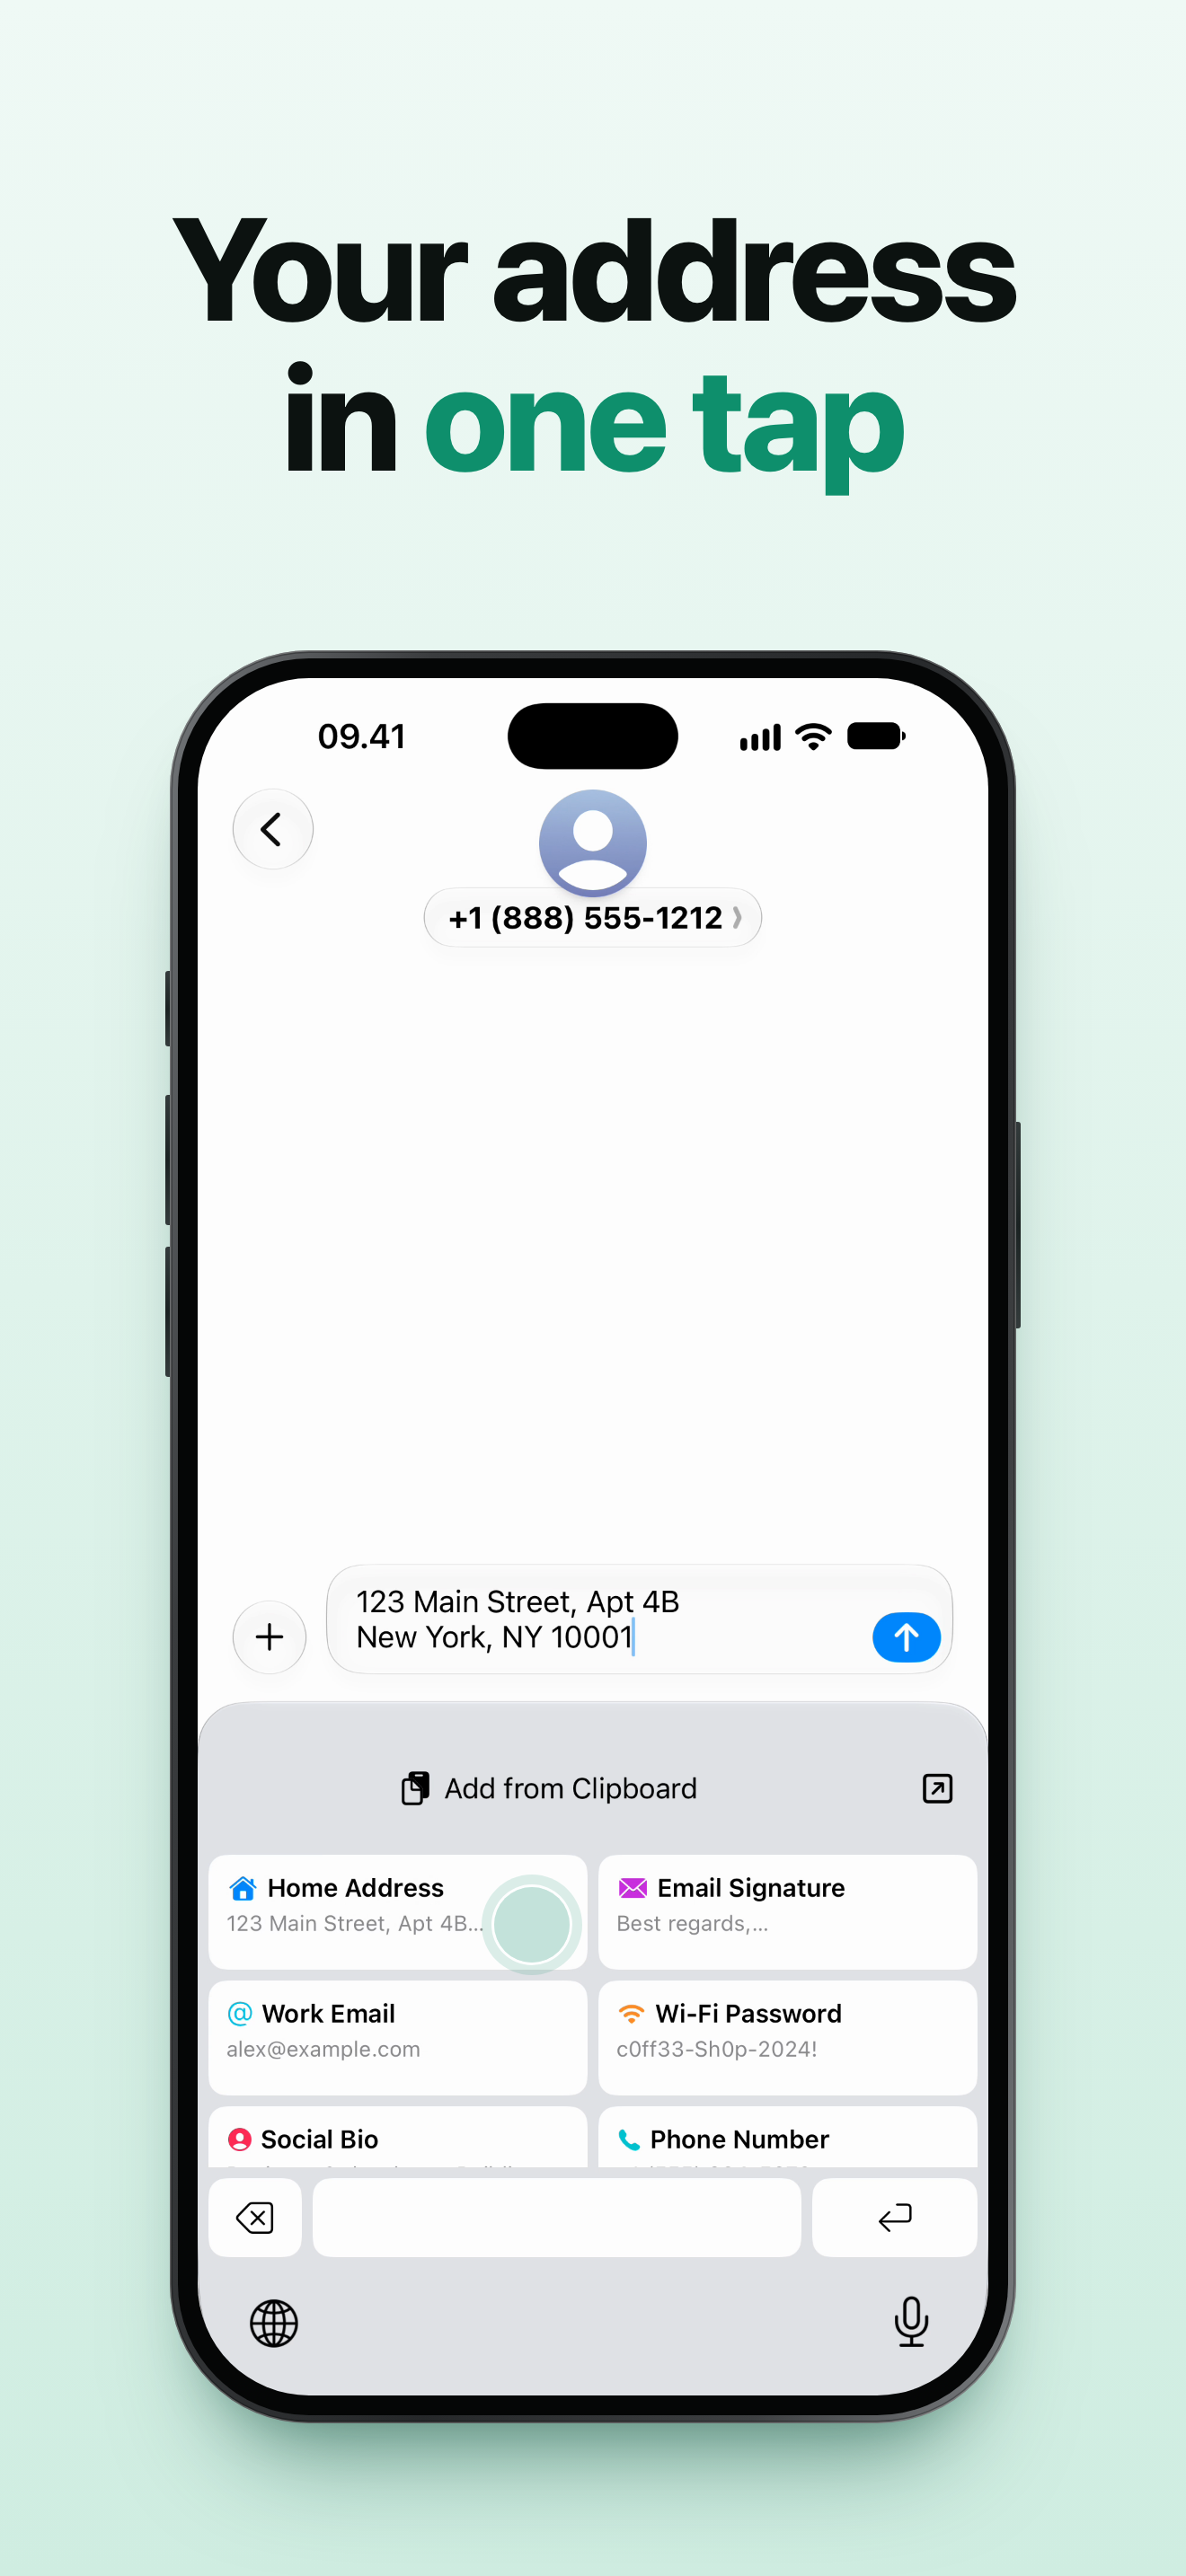 Your address
in one tap
09.41
+1 (888) 555-1212
123 Main Street, Apt 4B
New York, NY 10001
Add from Clipboard
Home Address
123 Main Street, Apt 4B...
Email Signature
Best regards,...
@ Work Email
alex@example.com
Wi-Fi Password
c0ff33-Sh0p-2024!
Social Bio
Phone Number